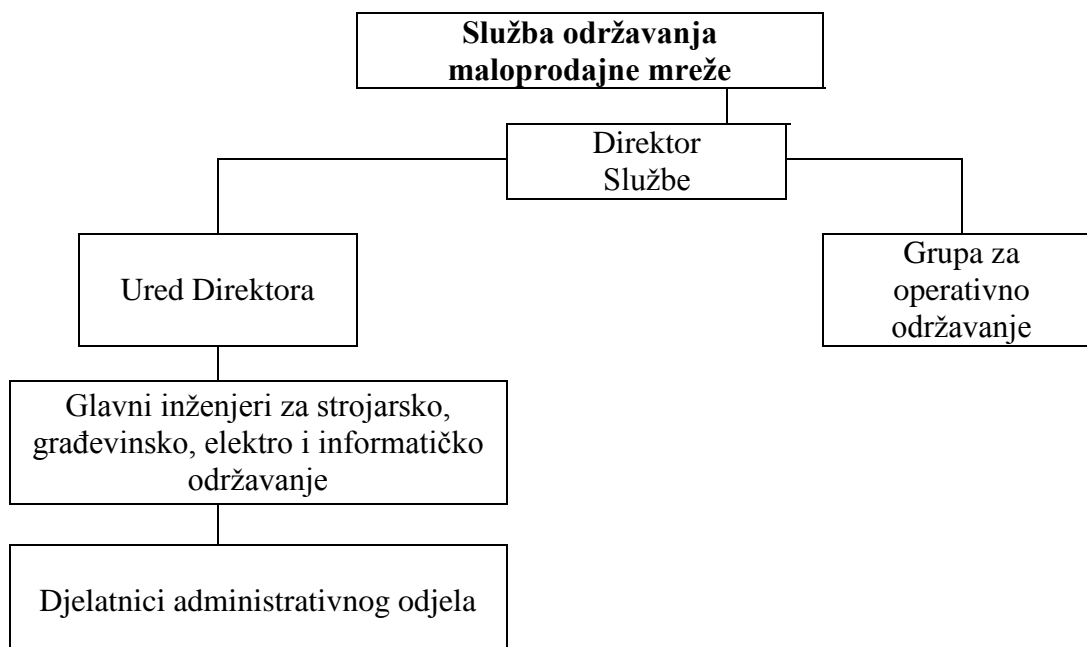 Služba održavanja
maloprodajne mreže
Direktor
Službe
Ured Direktora
Grupa za
operativno
održavanje
Glavni inženjeri za strojarsko,
građevinsko, elektro i informatičko
održavanje
Djelatnici administrativnog odjela